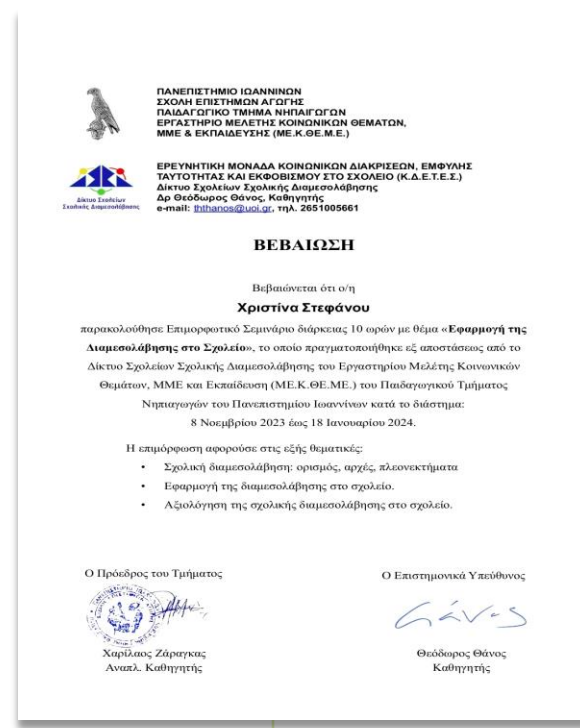 ΠΑΝΕΠΙΣΤΗΜΙΟ ΙΩΑΝΝΙΝΩΝ
ΣΧΟΛΗ ΕΠΙΣΤΗΜΩΝ ΑΓΩΓΗΣ
ΠΑΙΔΑΓΩΓΙΚΟ ΤΜΗΜΑ ΝΗΠΑΙΓΩΓΩΝ
ΕΡΓΑΣΤΗΡΙΟ ΜΕΛΕΤΗΣ ΚΟΙΝΩΝΙΚΩΝ ΘΕΜΑΤΩΝ,
ΜΜΕ & ΕΚΠΑΙΔΕΥΣΗΣ (ΜΕ.Κ.ΘΕ.Μ.Ε.)
ΕΡΕΥΝΗΤΙΚΗ ΜΟΝΑΔΑ ΚΟΙΝΩΝΙΚΩΝ ΔΙΑΚΡΙΣΕΩΝ, ΕΜΦΥΛΗΣ
ΤΑΥΤΟΤΗΤΑΣ ΚΑΙ ΕΚΦΟΒΙΣΜΟΥ ΣΤΟ ΣΧΟΛΕΙΟ (Κ.Δ.Ε.Τ.Ε.Σ.)
Δίκτυο Σχολείων Σχολικής Διαμεσολάβησης
Δρ Θεόδωρος Θάνος, Καθηγητής
e-mail: ththanos@uoi.gr, τηλ. 2651005661
Δίκτυο Σχολείων
Σχολικής Διαμεσολάβησης
ΒΕΒΑΙΩΣΗ
Βεβαιώνεται ότι ο/η
Χριστίνα Στεφάνου
παρακολούθησε Επιμορφωτικό Σεμινάριο διάρκειας 10 ωρών με θέμα «Εφαρμογή της
Διαμεσολάβησης στο Σχολείο», το οποίο πραγματοποιήθηκε εξ αποστάσεως από το
Δίκτυο Σχολείων Σχολικής Διαμεσολάβησης του Εργαστηρίου Μελέτης Κοινωνικών
Θεμάτων, ΜΜΕ και Εκπαίδευση (ΜΕ.Κ.ΘΕ.ΜΕ.) του Παιδαγωγικού Τμήματος
Νηπιαγωγών του Πανεπιστημίου Ιωαννίνων κατά το διάστημα:
8 Νοεμβρίου 2023 έως 18 Ιανουαρίου 2024.
Η επιμόρφωση αφορούσε στις εξής θεματικές:
• Σχολική διαμεσολάβηση: ορισμός, αρχές, πλεονεκτήματα
• Εφαρμογή της διαμεσολάβησης στο σχολείο.
• Αξιολόγηση της σχολικής διαμεσολάβησης στο σχολείο.
Ο Πρόεδρος του Τμήματος
Ο Επιστημονικά Υπεύθυνος
Χαρίλαος Ζάραγκας
Αναπλ. Καθηγητής
Θεόδωρος Θάνος
Καθηγητής